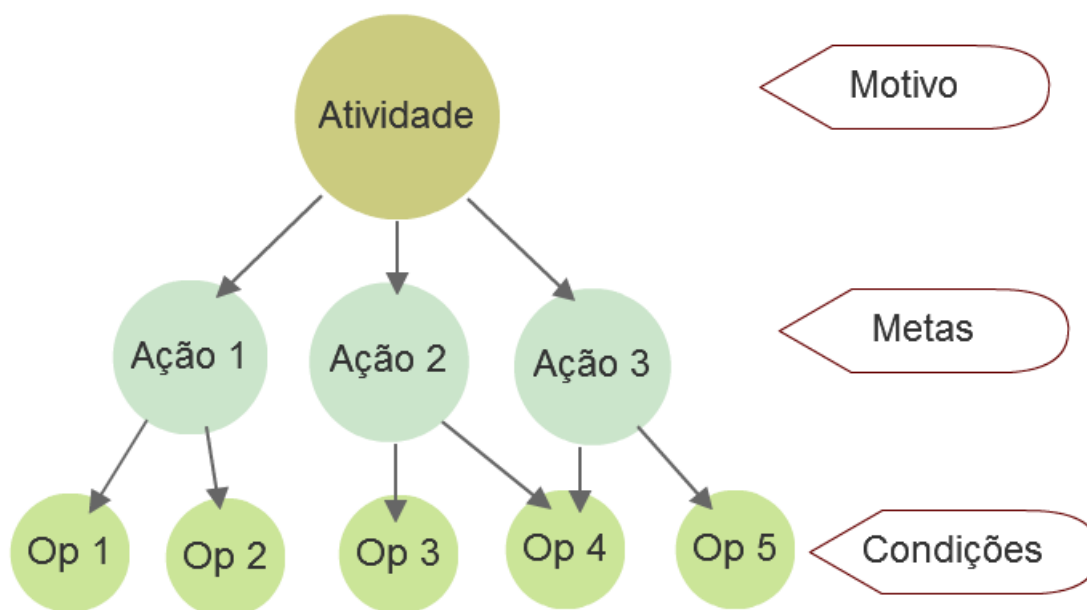 Atividade
Motivo
Ação 1
Ação 2
Ação 3
Metas
Op 1
Op 2
Op 3
Op 4
Op 5
Condições